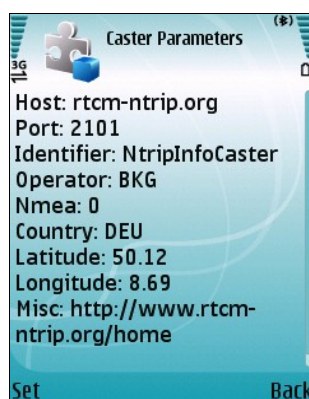 Caster Parameters
3G
Host: rtcm-ntrip.org
Port: 2101
Identifier: NtripInfoCaster
Operator: BKG
Nmea: 0
Country: DEU
Latitude: 50.12
Longitude: 8.69
Misc: http://www.rtcm-
ntrip.org/home
Set Back